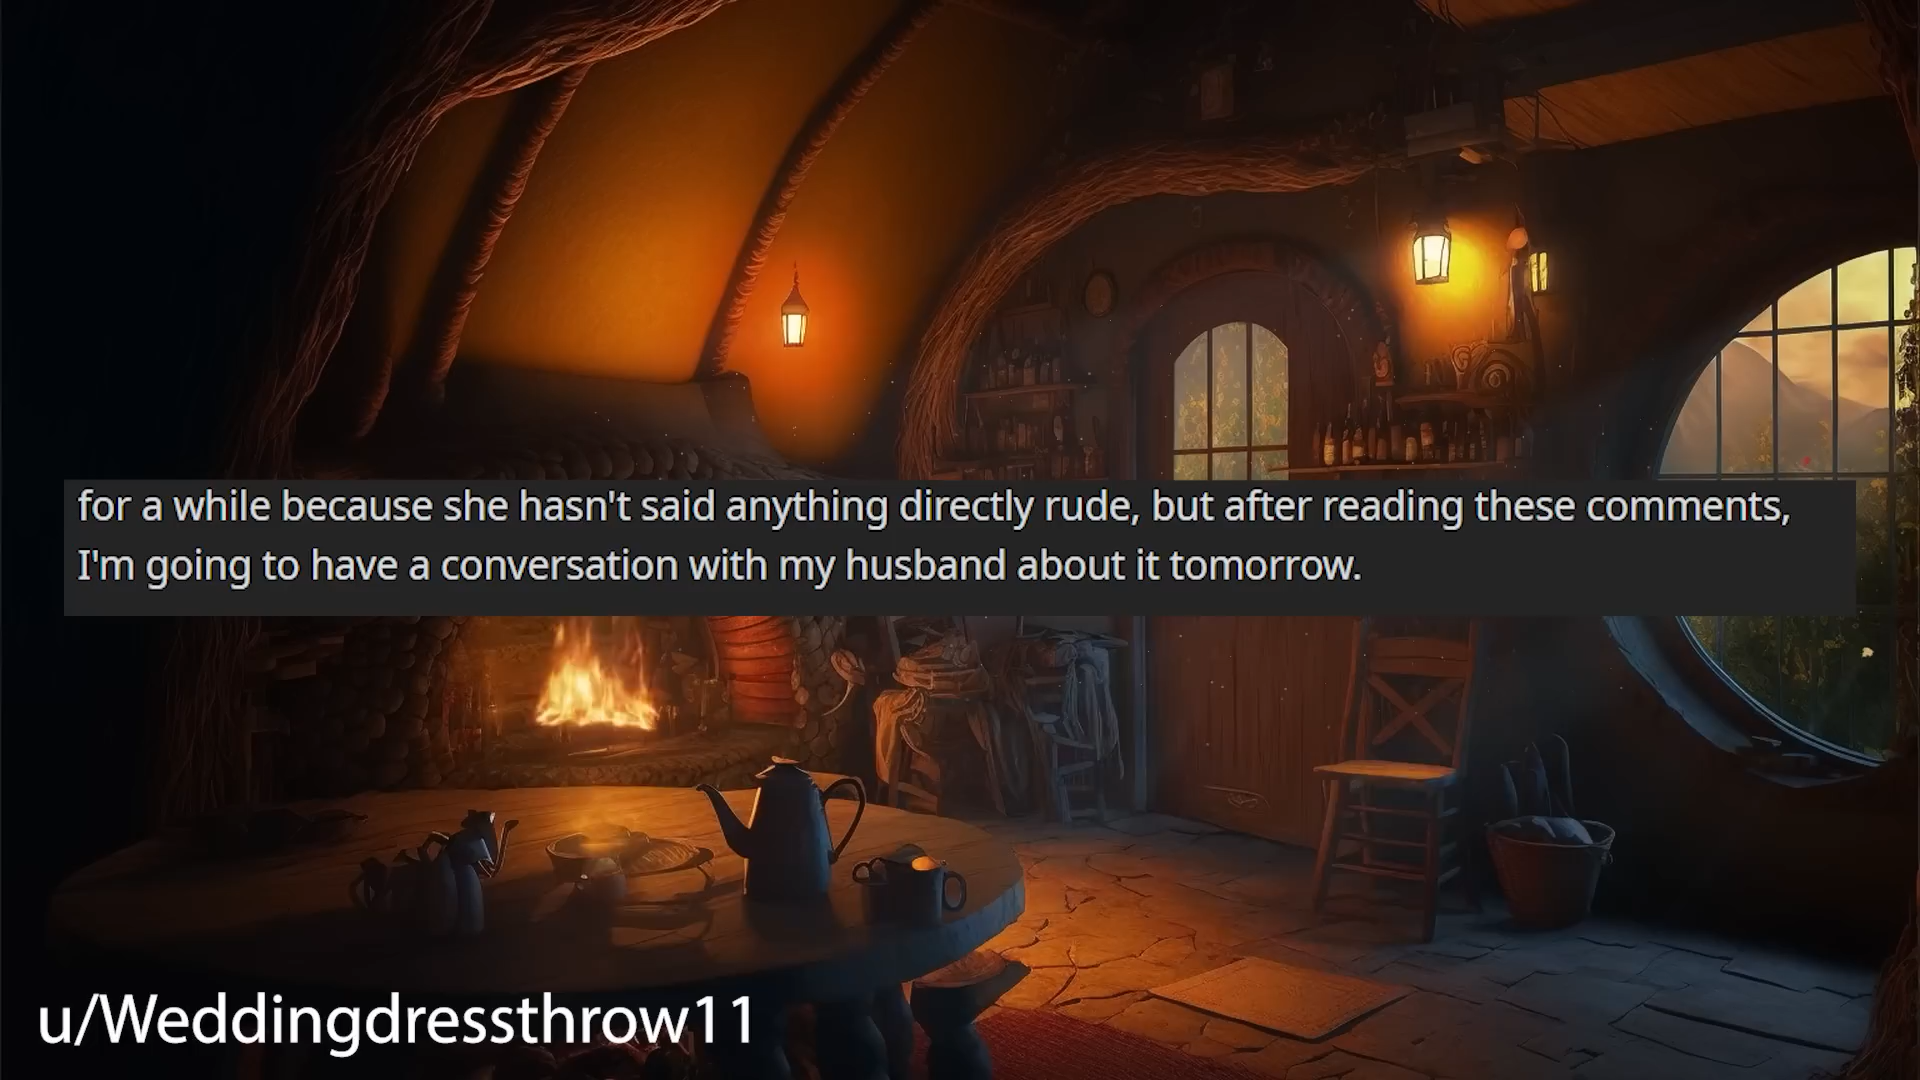 for a while because she hasn't said anything directly rude, but after reading these comments,
I'm going to have a conversation with my husband about it tomorrow.
u/Weddingdressthrow11